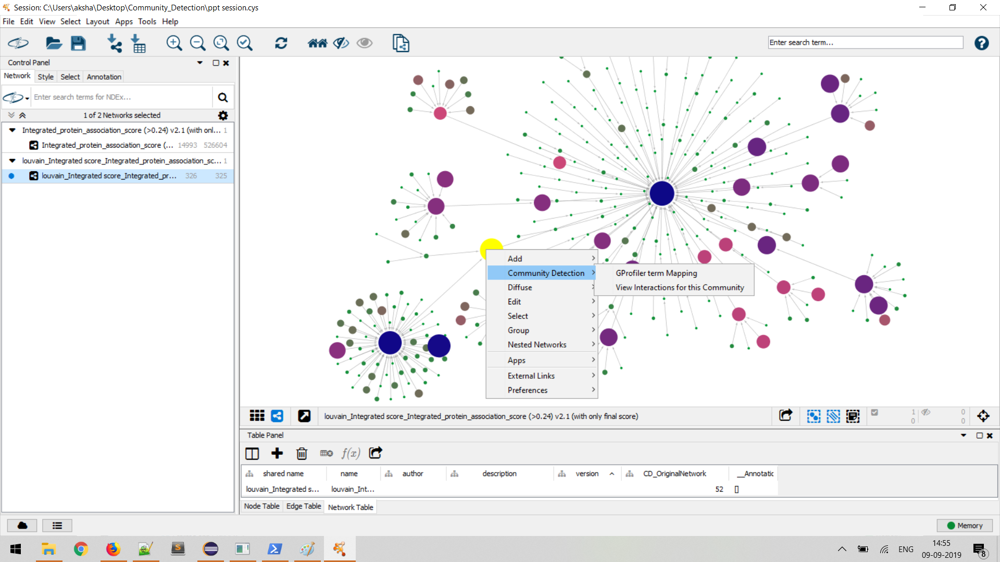 Session: C:\Users\aksha\Desktop\Community_Detection\ppt session.cys
File Edit View Select Layout Apps Tools Help
Enter search term...
Control Panel
Network Style Select Annotation
Enter search terms for NDEx...
1 of 2 Networks selected
Integrated_protein_association_score (>0.24) v2.1 (with onl... 1
Integrated_protein_association_score (... 14993 526604
louvain_Integrated score_Integrated_protein_association_sc... 1
louvain_Integrated score_Integrated_pr... 326 325
Add
Community Detection
Diffuse
Edit
Select
Group
Nested Networks
Apps
External Links
Preferences
GProfiler term Mapping
View Interactions for this Community
louvain_Integrated score_Integrated_protein_association_score (>0.24) v2.1 (with only final score)
1 0
0 0
Table Panel
f(x)
shared name name author description version CD_OriginalNetwork __Annotatic
louvain_Integrated s... louvain_Int... 52 []
Node Table Edge Table Network Table
Memory
ENG
14:55
09-09-2019
8